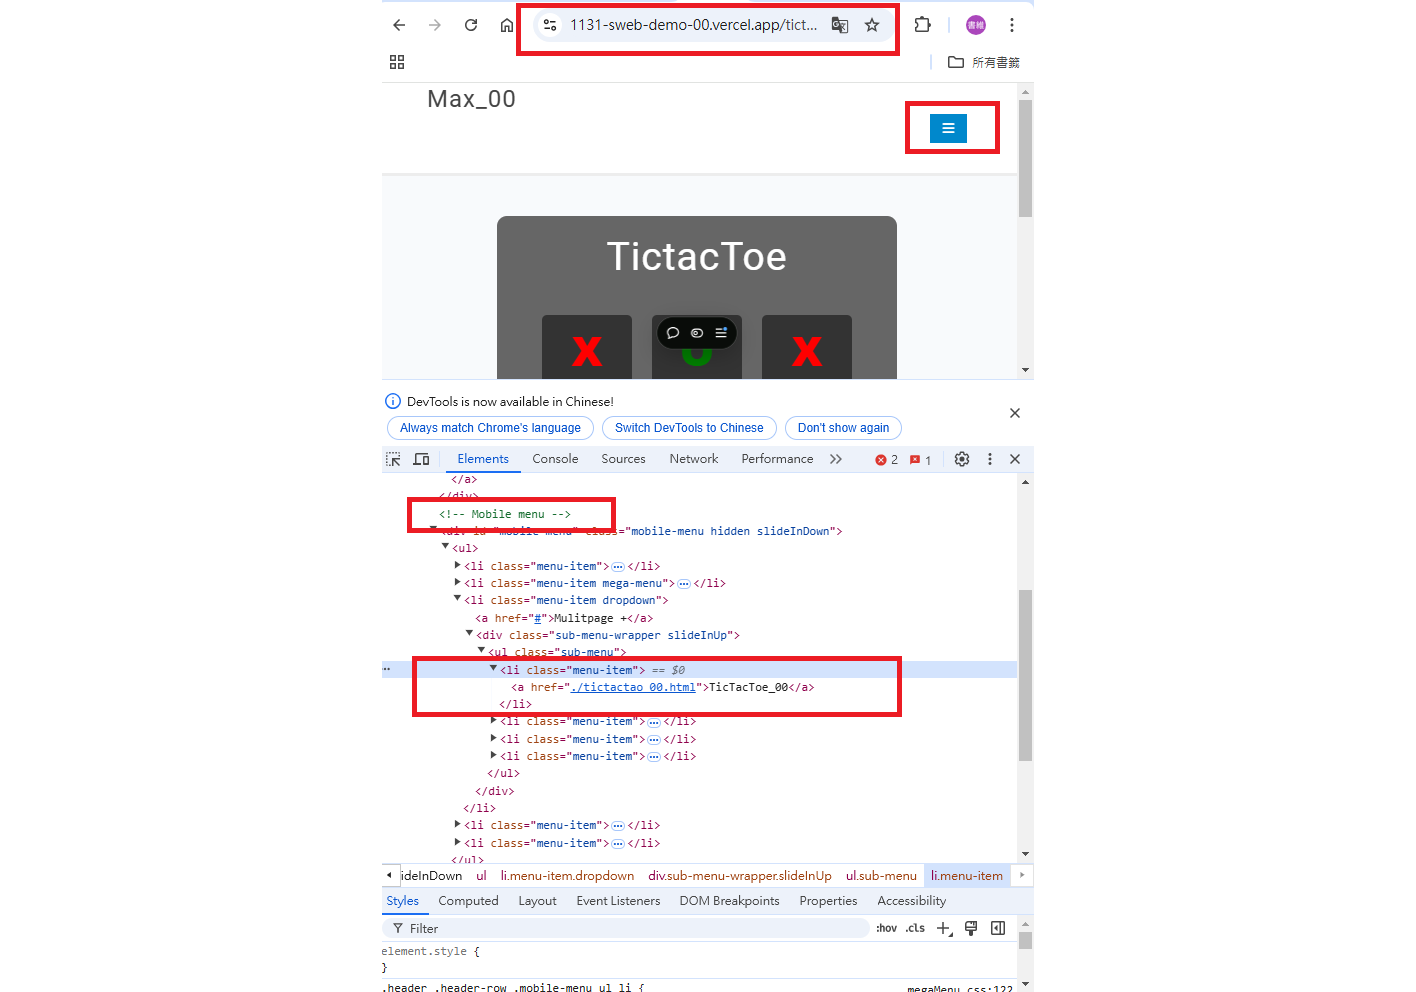 1131-sweb-demo-00.vercel.app/tict...
書維
所有書籤
Max_00
TictacToe
X O X
DevTools is now available in Chinese!
Always match Chrome's language Switch DevTools to Chinese Don't show again
Elements Console Sources Network Performance 2 1
</a>
</div>
<!-- Mobile menu -->
<div id="mobile-menu" class="mobile-menu hidden slideInDown">
<ul>
<li class="menu-item"> ⋯ </li>
<li class="menu-item mega-menu"> ⋯ </li>
<li class="menu-item dropdown">
<a href="#">Mulitpage +</a>
<div class="sub-menu-wrapper slideInUp">
<ul class="sub-menu">
<li class="menu-item"> == $0
<a href="./tictactao_00.html">TicTacToe_00</a>
</li>
<li class="menu-item"> ⋯ </li>
<li class="menu-item"> ⋯ </li>
<li class="menu-item"> ⋯ </li>
</ul>
</div>
</li>
<li class="menu-item"> ⋯ </li>
<li class="menu-item"> ⋯ </li>
</ul>
ideInDown ul li.menu-item.dropdown div.sub-menu-wrapper.slideInUp ul.sub-menu li.menu-item
Styles Computed Layout Event Listeners DOM Breakpoints Properties Accessibility
Filter :hov .cls
element.style {
}
.header .header-row .mobile-menu ul li { megaMenu.css:122